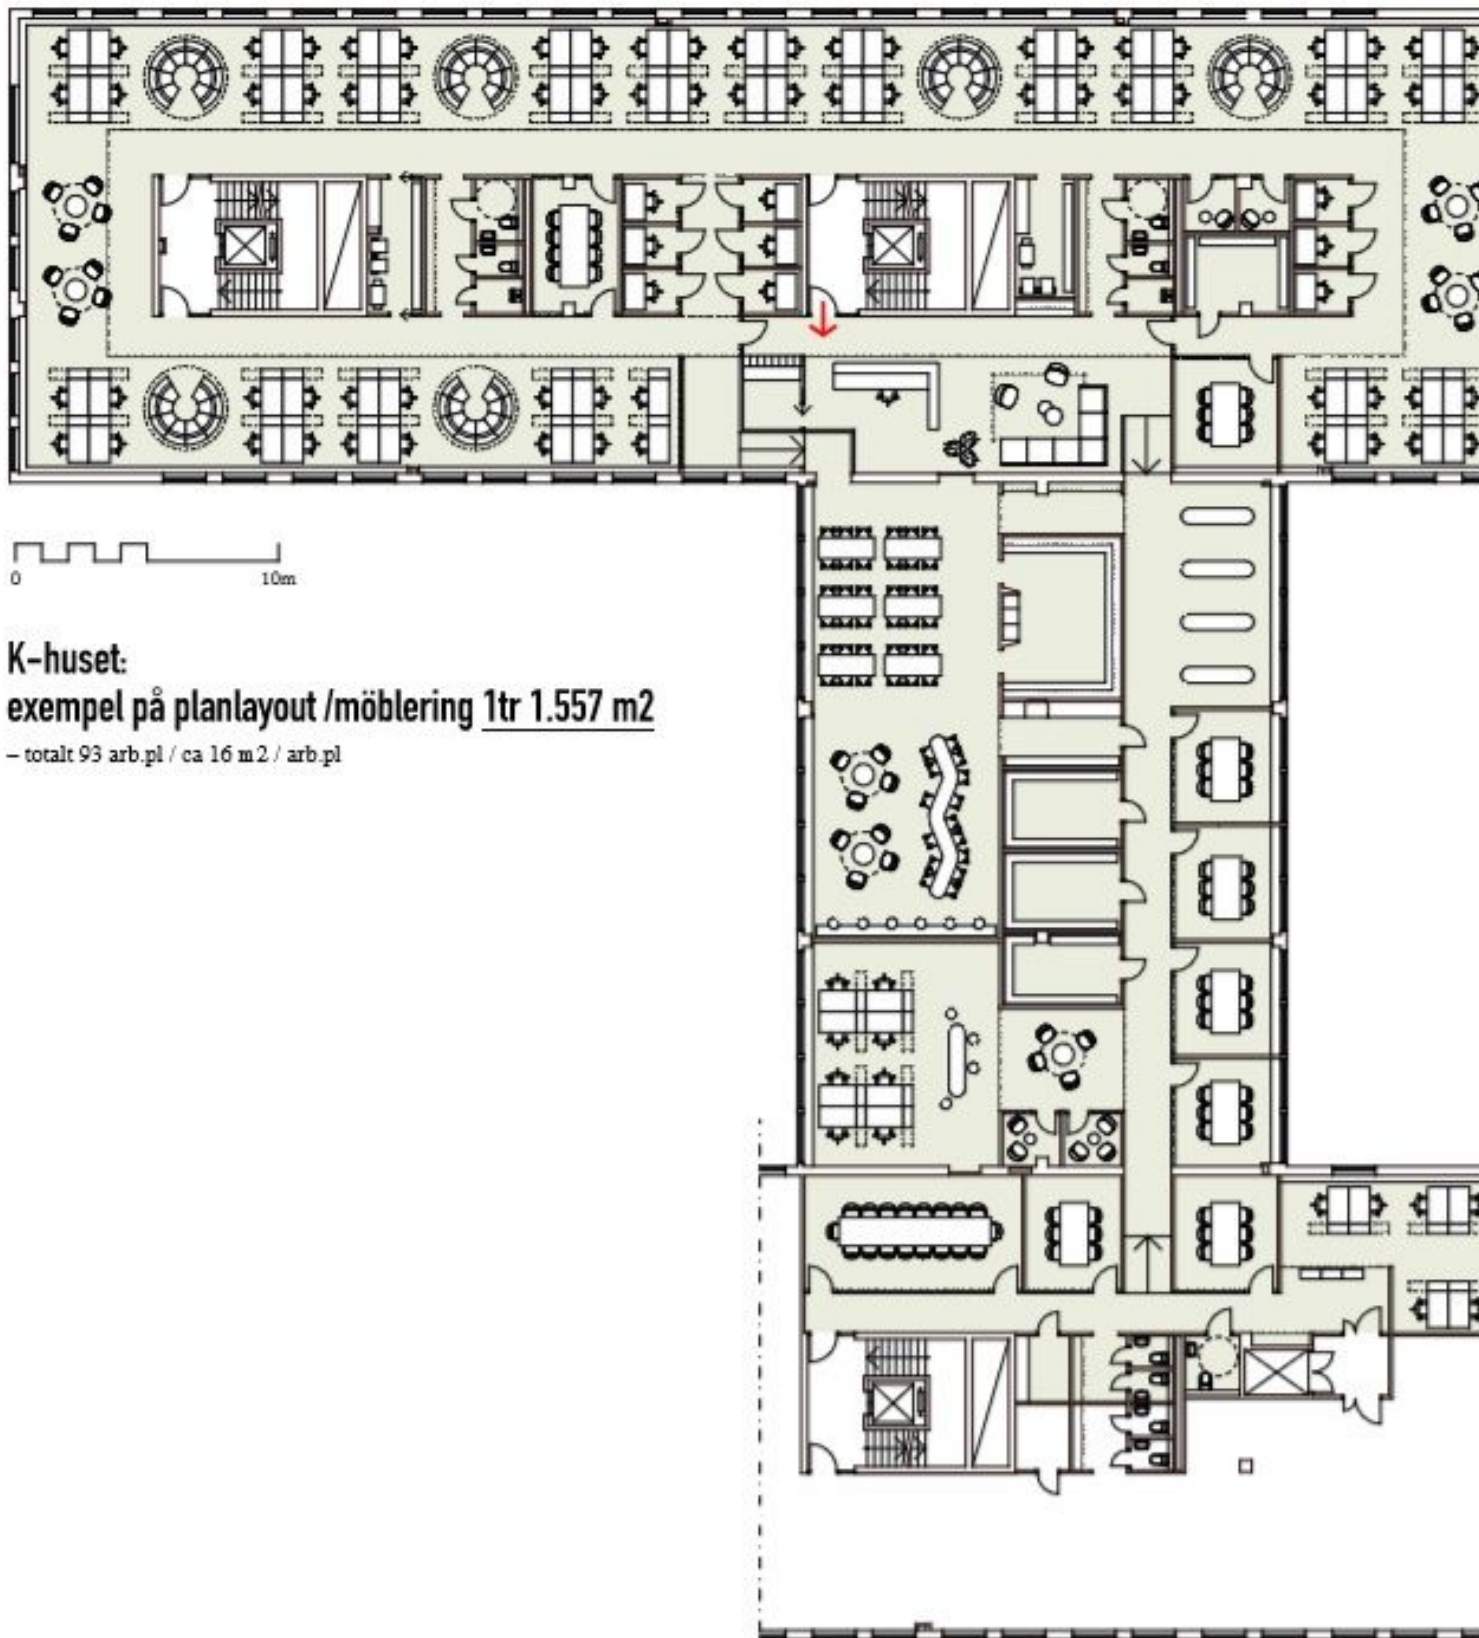 0 10m
K-huset:
exempel på planlayout /möblering 1tr 1.557 m2
– totalt 93 arb.pl / ca 16 m2 / arb.pl